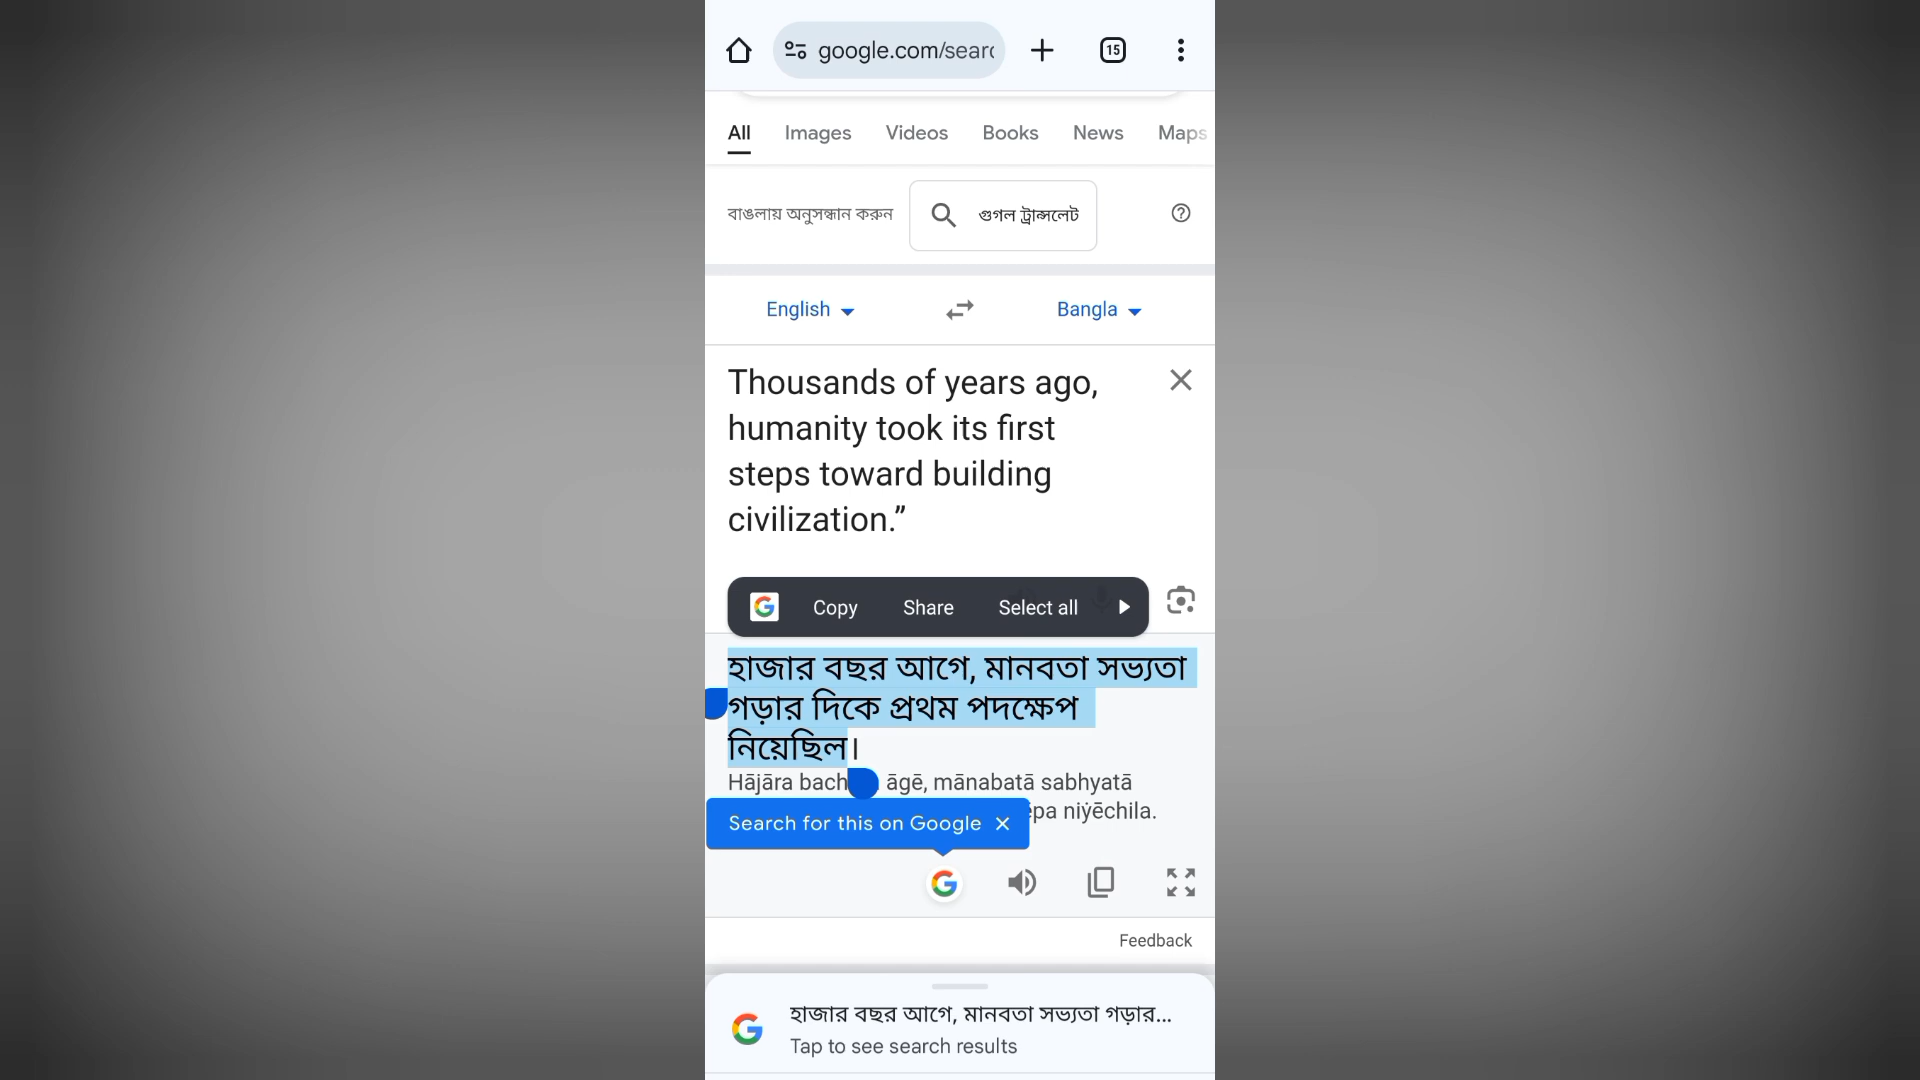 google.com/searc
15
All Images Videos Books News Maps
বাঙলায় অনুসন্ধান করুন
গুগল ট্রান্সলেট
English
Bangla
Thousands of years ago,
humanity took its first
steps toward building
civilization.”
Copy Share Select all
হাজার বছর আগে, মানবতা সভ্যতা
গড়ার দিকে প্রথম পদক্ষেপ
নিয়েছিল।
Hājāra bach āgē, mānabatā sabhyatā
niẏēchila.
Search for this on Google
Feedback
হাজার বছর আগে, মানবতা সভ্যতা গড়ার...
Tap to see search results